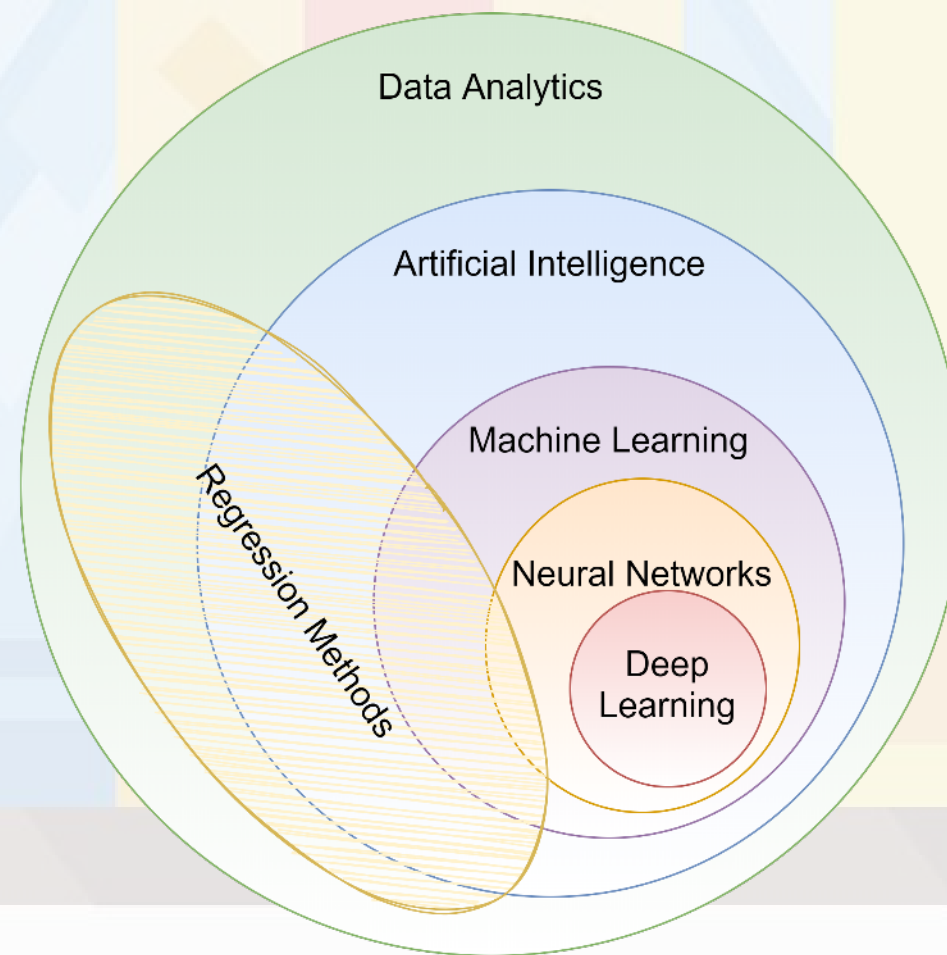 Data Analytics
Artificial Intelligence
Machine Learning
Regression Methods
Neural Networks
Deep
Learning